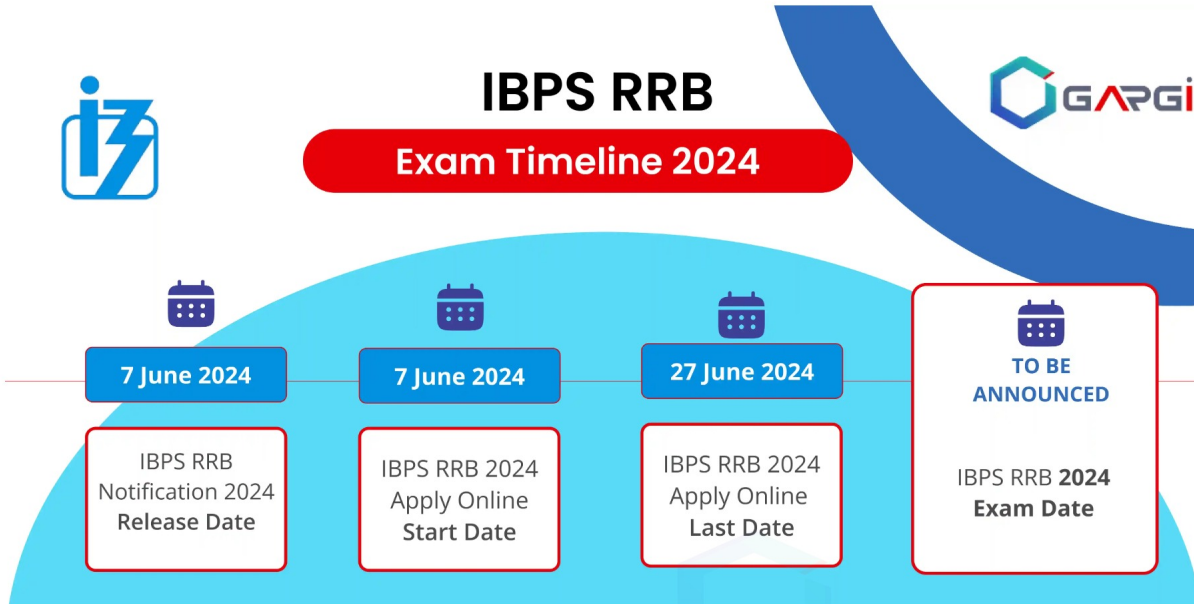 IBPS RRB
GARGi
Exam Timeline 2024
7 June 2024
IBPS RRB
Notification 2024
Release Date
7 June 2024
IBPS RRB 2024
Apply Online
Start Date
27 June 2024
IBPS RRB 2024
Apply Online
Last Date
TO BE
ANNOUNCED
IBPS RRB 2024
Exam Date